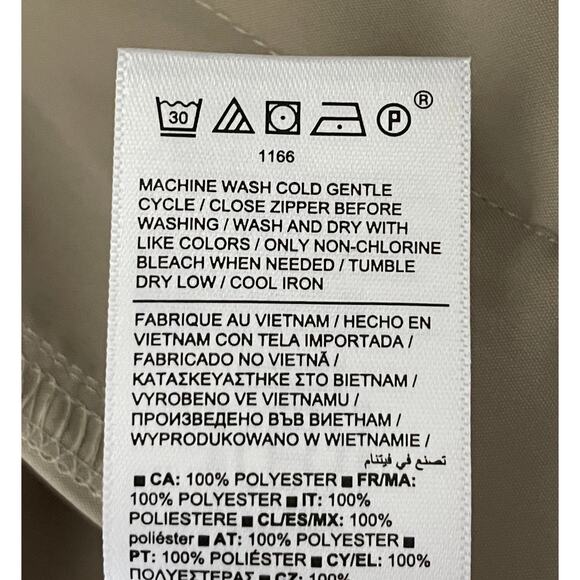 30 P ®
1166
MACHINE WASH COLD GENTLE
CYCLE / CLOSE ZIPPER BEFORE
WASHING / WASH AND DRY WITH
LIKE COLORS / ONLY NON-CHLORINE
BLEACH WHEN NEEDED / TUMBLE
DRY LOW / COOL IRON
FABRIQUE AU VIETNAM / HECHO EN
VIETNAM CON TELA IMPORTADA /
FABRICADO NO VIETNÃ /
ΚΑΤΑΣΚΕΥΑΣΤΗΚΕ ΣΤΟ ΒΙΕΤΝΑΜ /
VYROBENO VE VIETNAMU /
ПРОИЗВЕДЕНО ВЪВ ВИЕТНАМ /
WYPRODUKOWANO W WIETNAMIE /
تصنع في فيتنام
■ CA: 100% POLYESTER ■ FR/MA:
100% POLYESTER ■ IT: 100%
POLIESTERE ■ CL/ES/MX: 100%
poliéster ■ AT: 100% POLYESTER ■
PT: 100% POLIÉSTER ■ CY/EL: 100%
ΠΟΛΥΕΣΤΕΡΑΣ ■ CZ: 100%